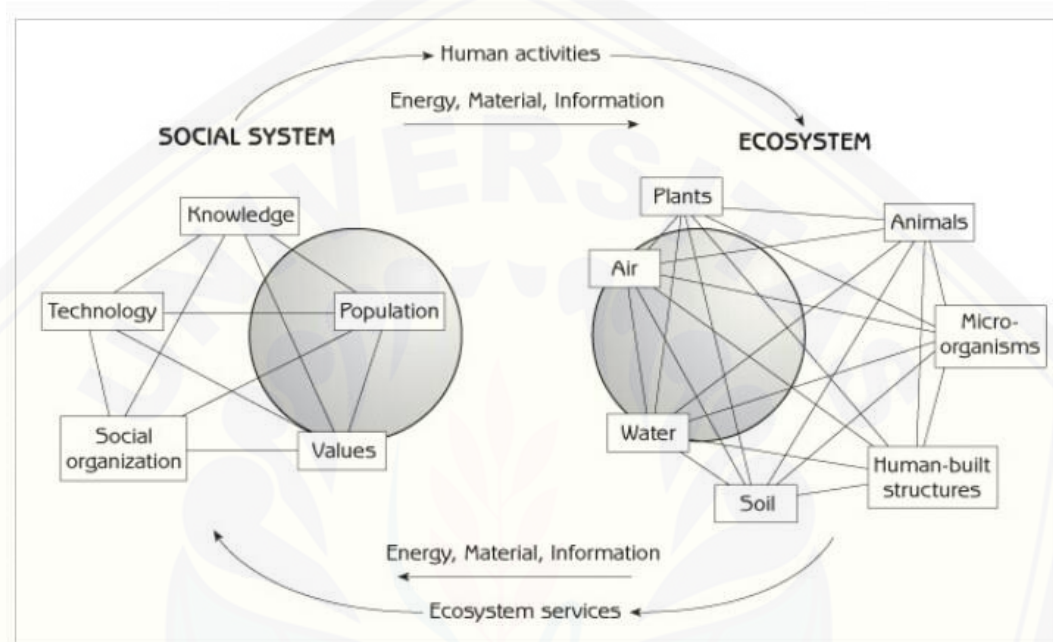 Human activities
Energy, Material, Information
SOCIAL SYSTEM
ECOSYSTEM
Knowledge
Technology
Population
Social
organization
Values
Plants
Animals
Air
Micro-
organisms
Water
Human-built
structures
Soil
Energy, Material, Information
Ecosystem services
UNIVERSITAS